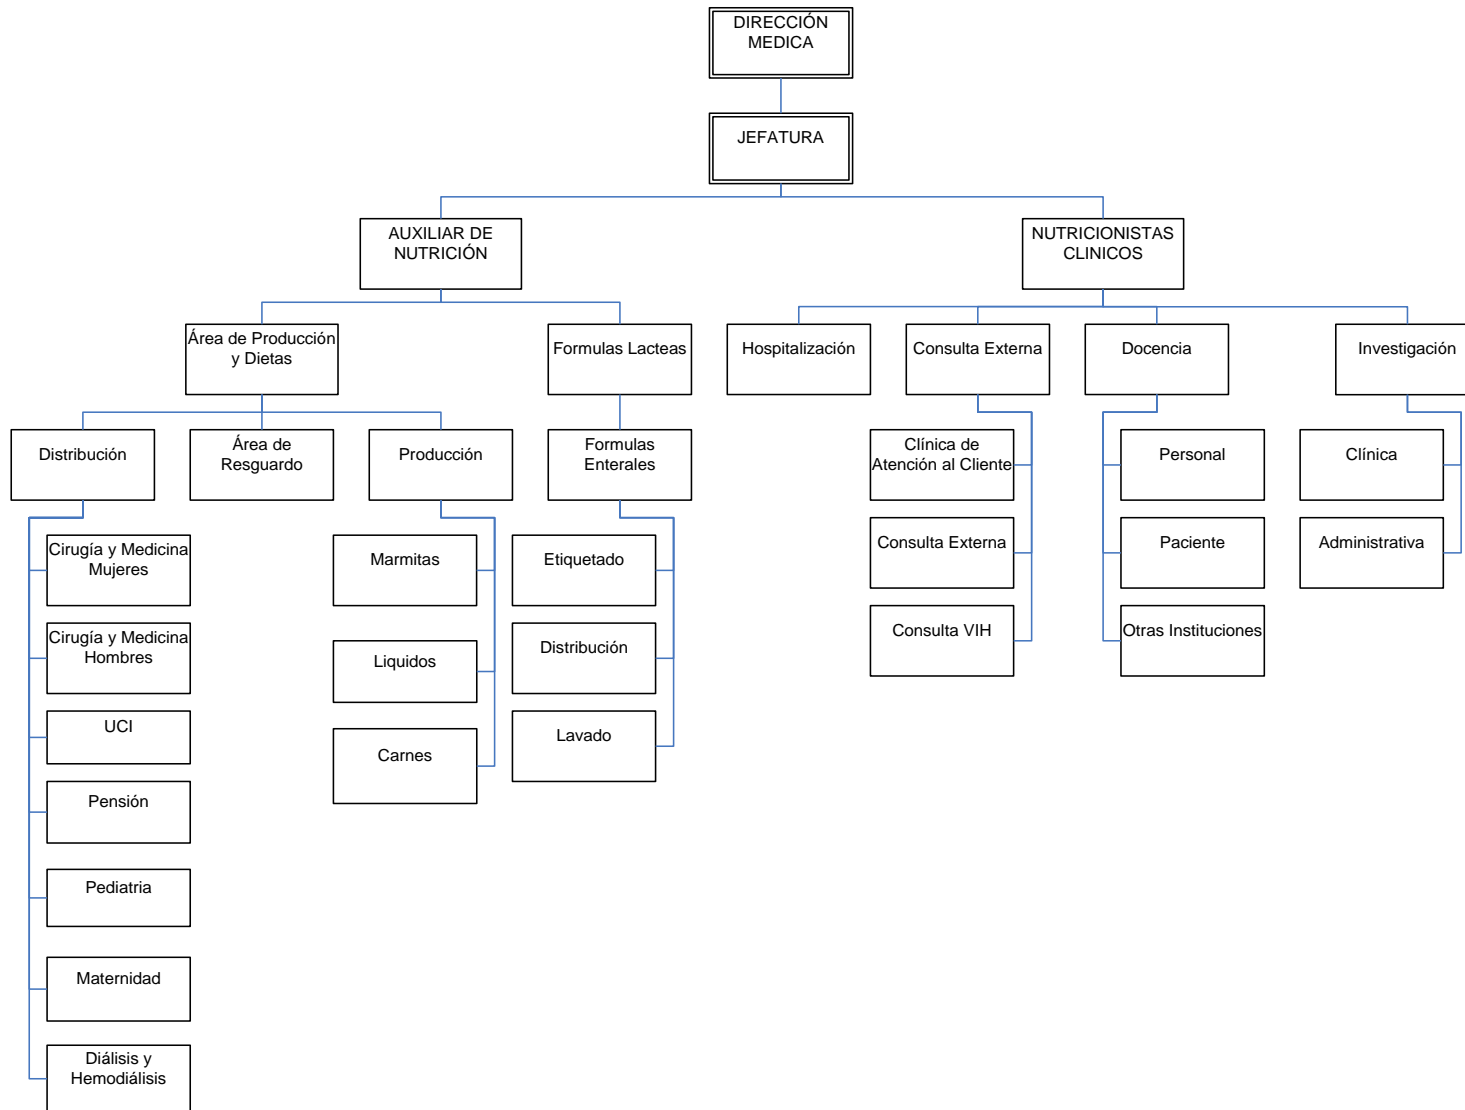 DIRECCIÓN
MEDICA
JEFATURA
AUXILIAR DE
NUTRICIÓN
NUTRICIONISTAS
CLINICOS
Área de Producción
y Dietas
Formulas Lacteas
Hospitalización
Consulta Externa
Docencia
Investigación
Distribución
Área de
Resguardo
Producción
Formulas
Enterales
Clínica de
Atención al Cliente
Personal
Clínica
Cirugía y Medicina
Mujeres
Marmitas
Etiquetado
Consulta Externa
Paciente
Administrativa
Cirugía y Medicina
Hombres
Liquidos
Distribución
Consulta VIH
Otras Instituciones
UCI
Carnes
Lavado
Pensión
Pediatria
Maternidad
Diálisis y
Hemodiálisis